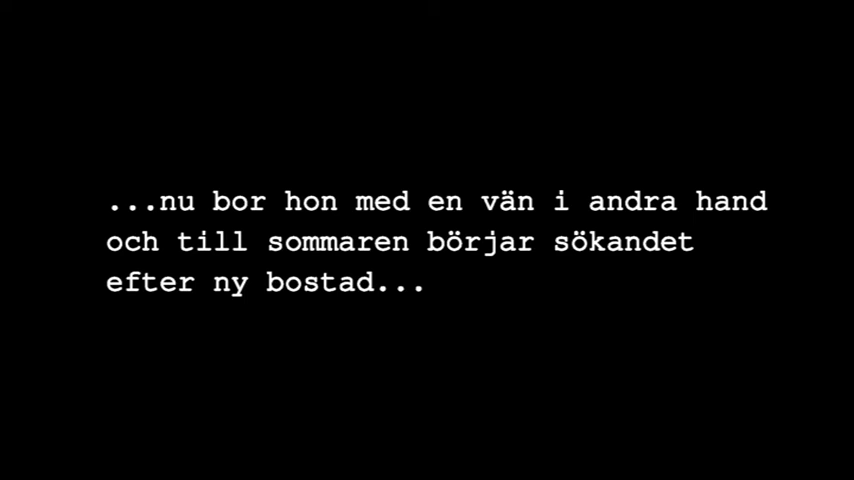 ...nu bor hon med en vän i andra hand
och till sommaren börjar sökandet
efter ny bostad...